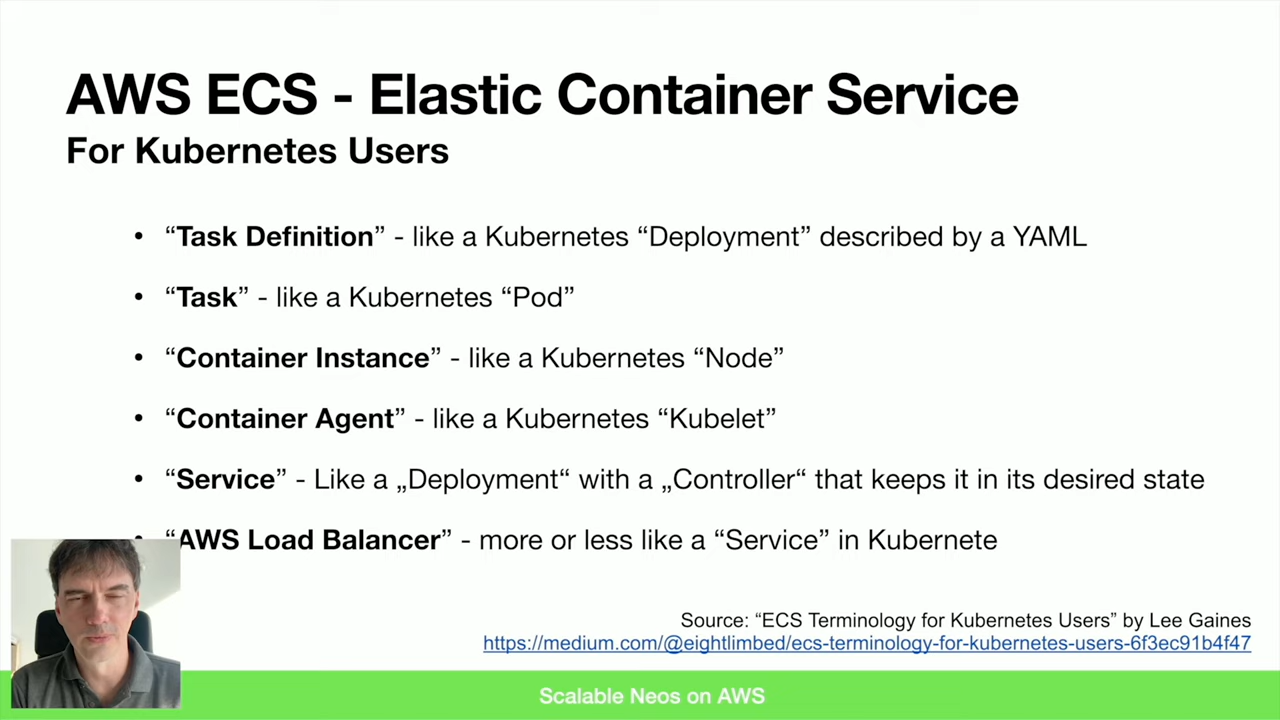 AWS ECS - Elastic Container Service
For Kubernetes Users
• “Task Definition” - like a Kubernetes “Deployment” described by a YAML
• “Task” - like a Kubernetes “Pod”
• “Container Instance” - like a Kubernetes “Node”
• “Container Agent” - like a Kubernetes “Kubelet”
• “Service” - Like a „Deployment“ with a „Controller“ that keeps it in its desired state
• “AWS Load Balancer” - more or less like a “Service” in Kubernete
Source: “ECS Terminology for Kubernetes Users” by Lee Gaines
https://medium.com/@eightlimbed/ecs-terminology-for-kubernetes-users-6f3ec91b4f47
Scalable Neos on AWS